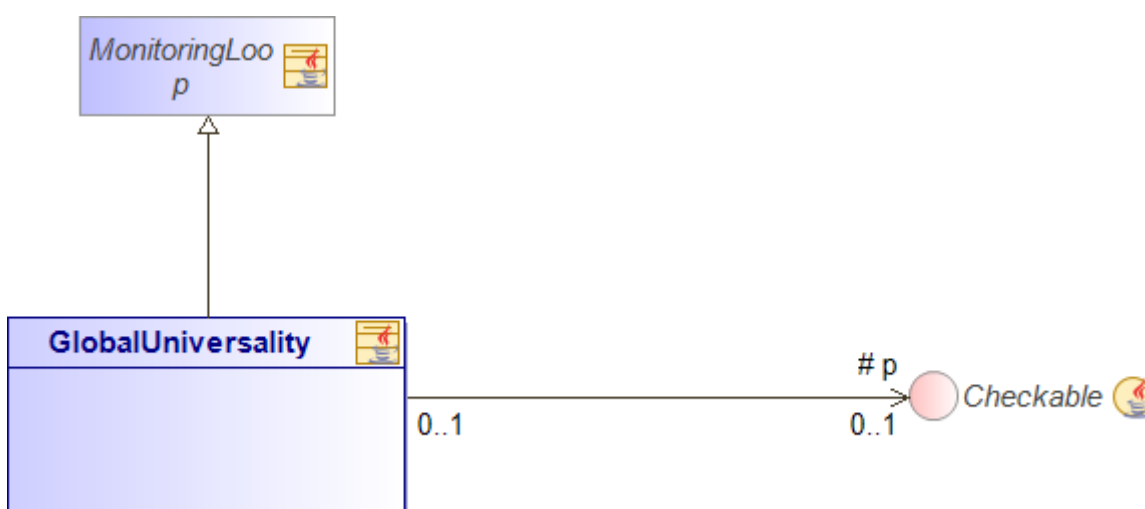 MonitoringLoo
p
GlobalUniversality
# p
Checkable
0..1
0..1